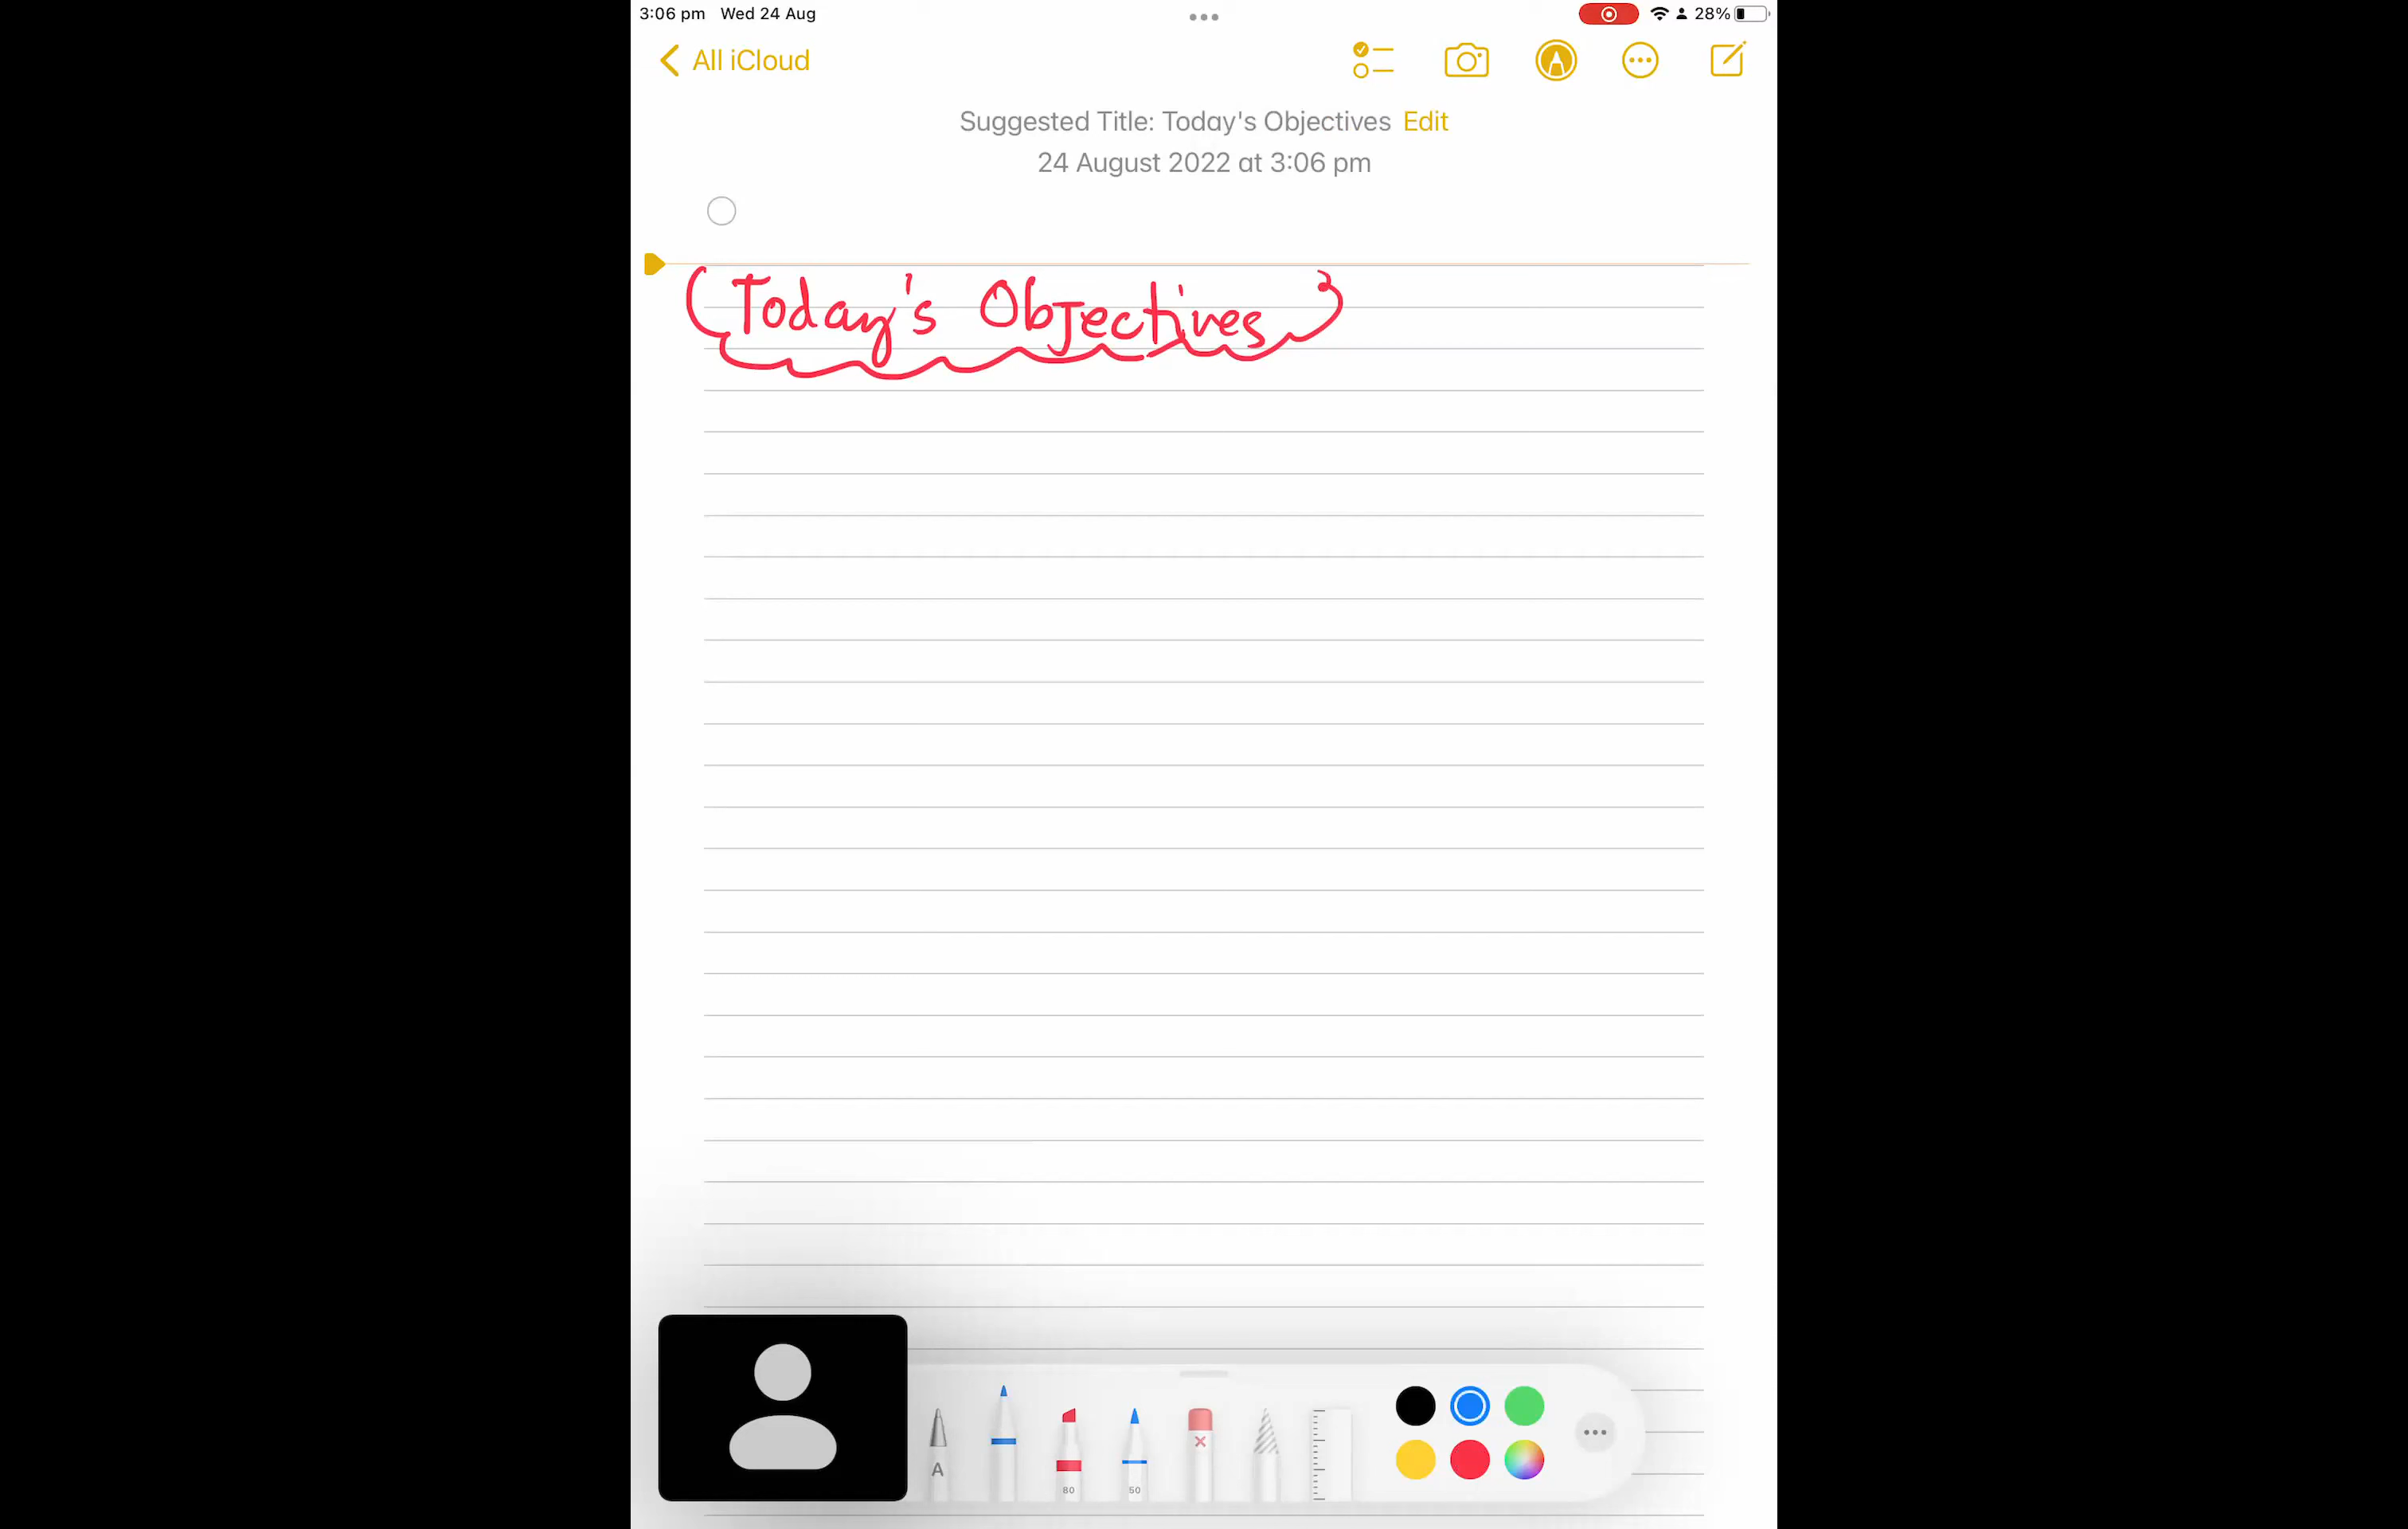 3:06 pm Wed 24 Aug 28%
All iCloud
Suggested Title: Today's Objectives Edit
24 August 2022 at 3:06 pm
Today's Objectives
A
80 50